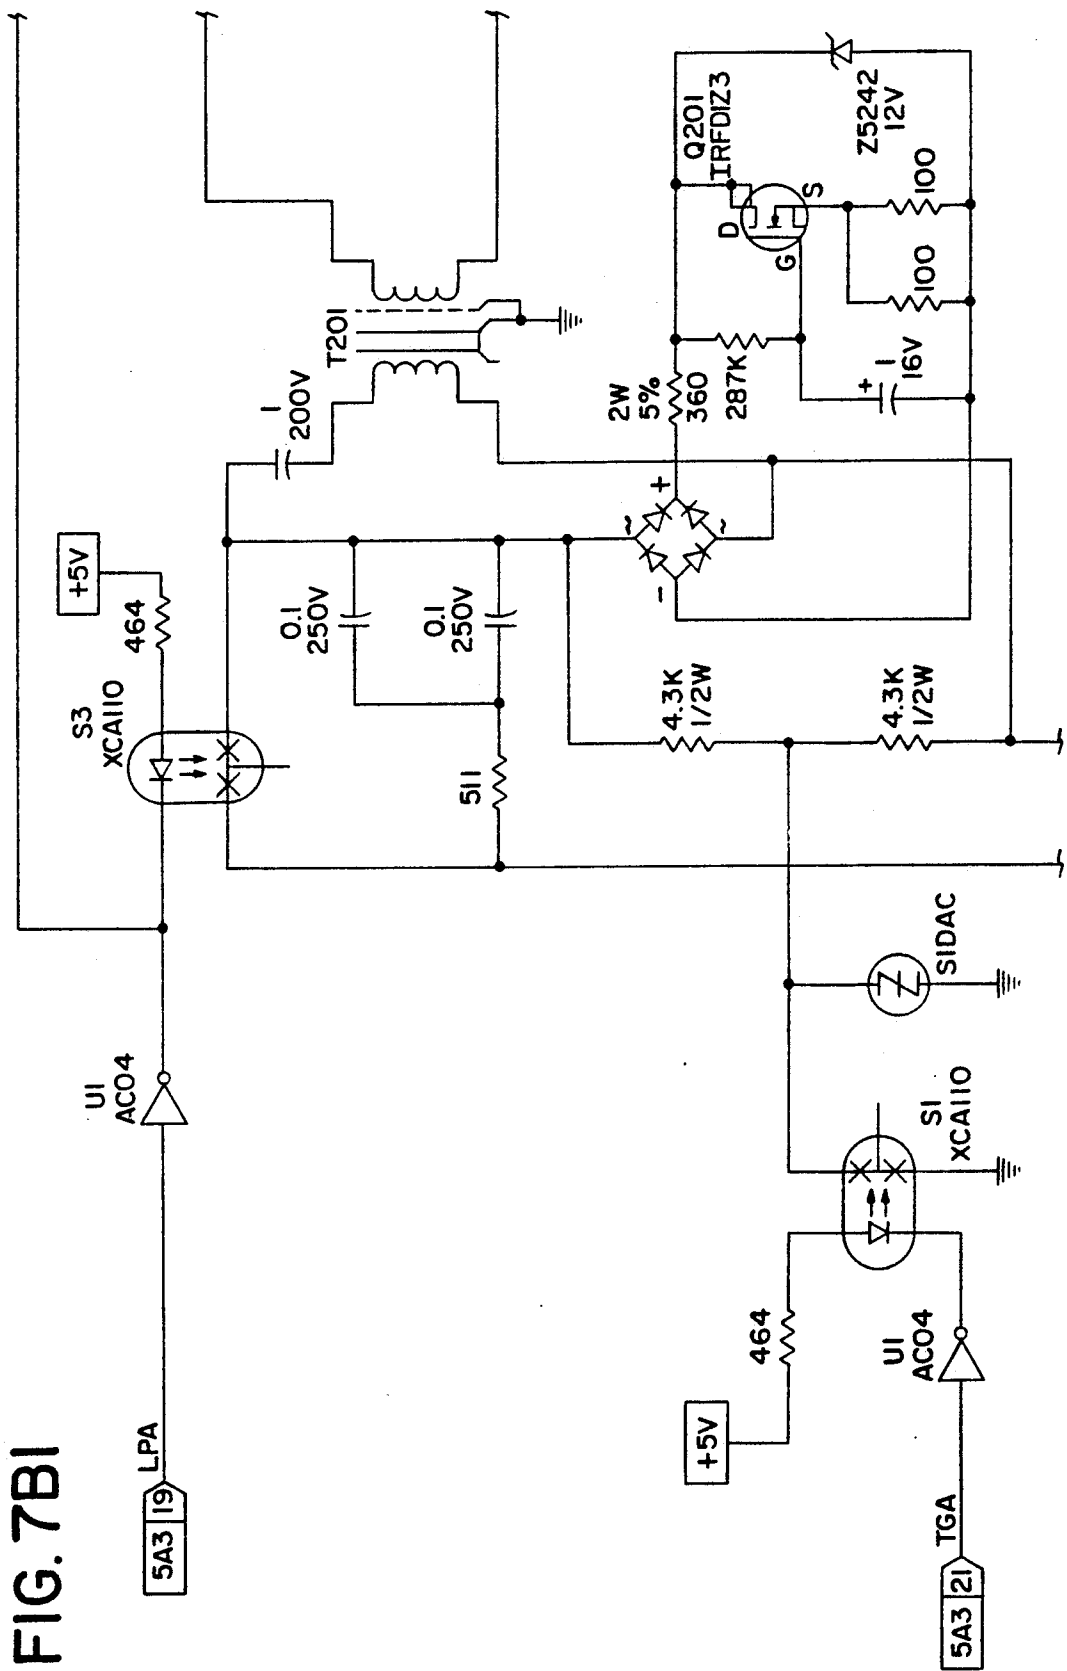 FIG. 7B1
5A3 19
LPA
U1
AC04
S3
XCA110
+5V
464
1
200V
T201
0.1
250V
0.1
250V
511
4.3K
1/2W
4.3K
1/2W
~
+
-
~
2W
5%
360
287K
Q201
IRFD1Z3
D
G
S
1
+
16V
100
100
Z5242
12V
SIDAC
S1
XCA110
+5V
464
U1
AC04
TGA
5A3 21